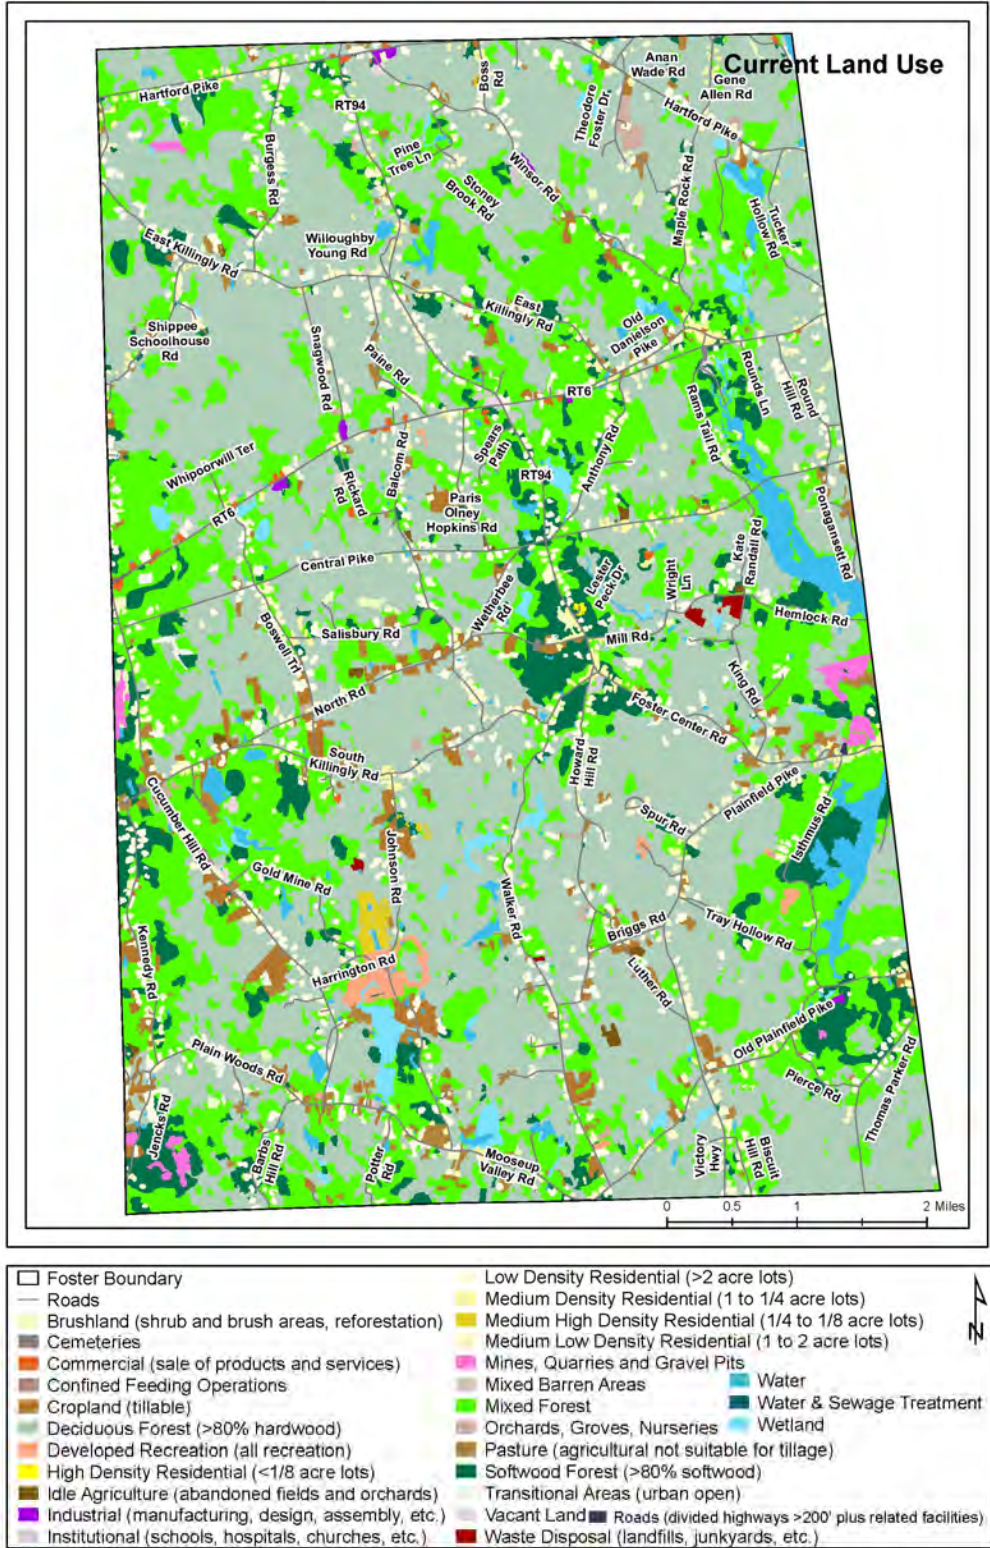 Current Land Use
Anan
Wade Rd
Gene
Allen Rd
Boss
Rd
Hartford Pike
RT94
Theodore
Foster Dr.
Hartford Pike
Burgess Rd
Pine
Tree Ln
Winsor Rd
Stoney
Brook Rd
Maple Rock Rd
Tucker
Hollow Rd
East Killingly Rd
Willoughby
Young Rd
East
Killingly Rd
Old
Danielson
Pike
Shippee
Schoolhouse
Rd
Snagwood Rd
Paine Rd
RT6
Rounds Ln
Round
Hill Rd
Rams Tail Rd
Whipoorwill Ter
Balcom Rd
Spears
Path
Anthony Rd
RT94
Rickard
Rd
Paris
Olney
Hopkins Rd
RT6
Ponagansett Rd
Central Pike
Kate
Randall Rd
Wright
Ln
Lester
Peck Dr
Wetherbee
Rd
Hemlock Rd
Boswell Trl
Salisbury Rd
Mill Rd
King Rd
North Rd
Foster Center Rd
South
Killingly Rd
Howard
Hill Rd
Plainfield Pike
Cucumber Hill Rd
Spur Rd
Isthmus Rd
Johnson Rd
Gold Mine Rd
Walker Rd
Kennedy Rd
Briggs Rd
Tray Hollow Rd
Harrington Rd
Luther Rd
Old Plainfield Pike
Plain Woods Rd
Pierce Rd
Thomas Parker Rd
Jencks Rd
Barbs
Hill Rd
Potter
Rd
Mooseup
Valley Rd
Victory
Hwy
Biscuit
Hill Rd
0 0.5 1 2 Miles
Foster Boundary
Roads
Brushland (shrub and brush areas, reforestation)
Cemeteries
Commercial (sale of products and services)
Confined Feeding Operations
Cropland (tillable)
Deciduous Forest (>80% hardwood)
Developed Recreation (all recreation)
High Density Residential (<1/8 acre lots)
Idle Agriculture (abandoned fields and orchards)
Industrial (manufacturing, design, assembly, etc.)
Institutional (schools, hospitals, churches, etc.)
Low Density Residential (>2 acre lots)
Medium Density Residential (1 to 1/4 acre lots)
Medium High Density Residential (1/4 to 1/8 acre lots)
Medium Low Density Residential (1 to 2 acre lots)
Mines, Quarries and Gravel Pits
Mixed Barren Areas
Mixed Forest
Orchards, Groves, Nurseries
Pasture (agricultural not suitable for tillage)
Softwood Forest (>80% softwood)
Transitional Areas (urban open)
Vacant Land
Roads (divided highways >200' plus related facilities)
Waste Disposal (landfills, junkyards, etc.)
Water
Water & Sewage Treatment
Wetland
N